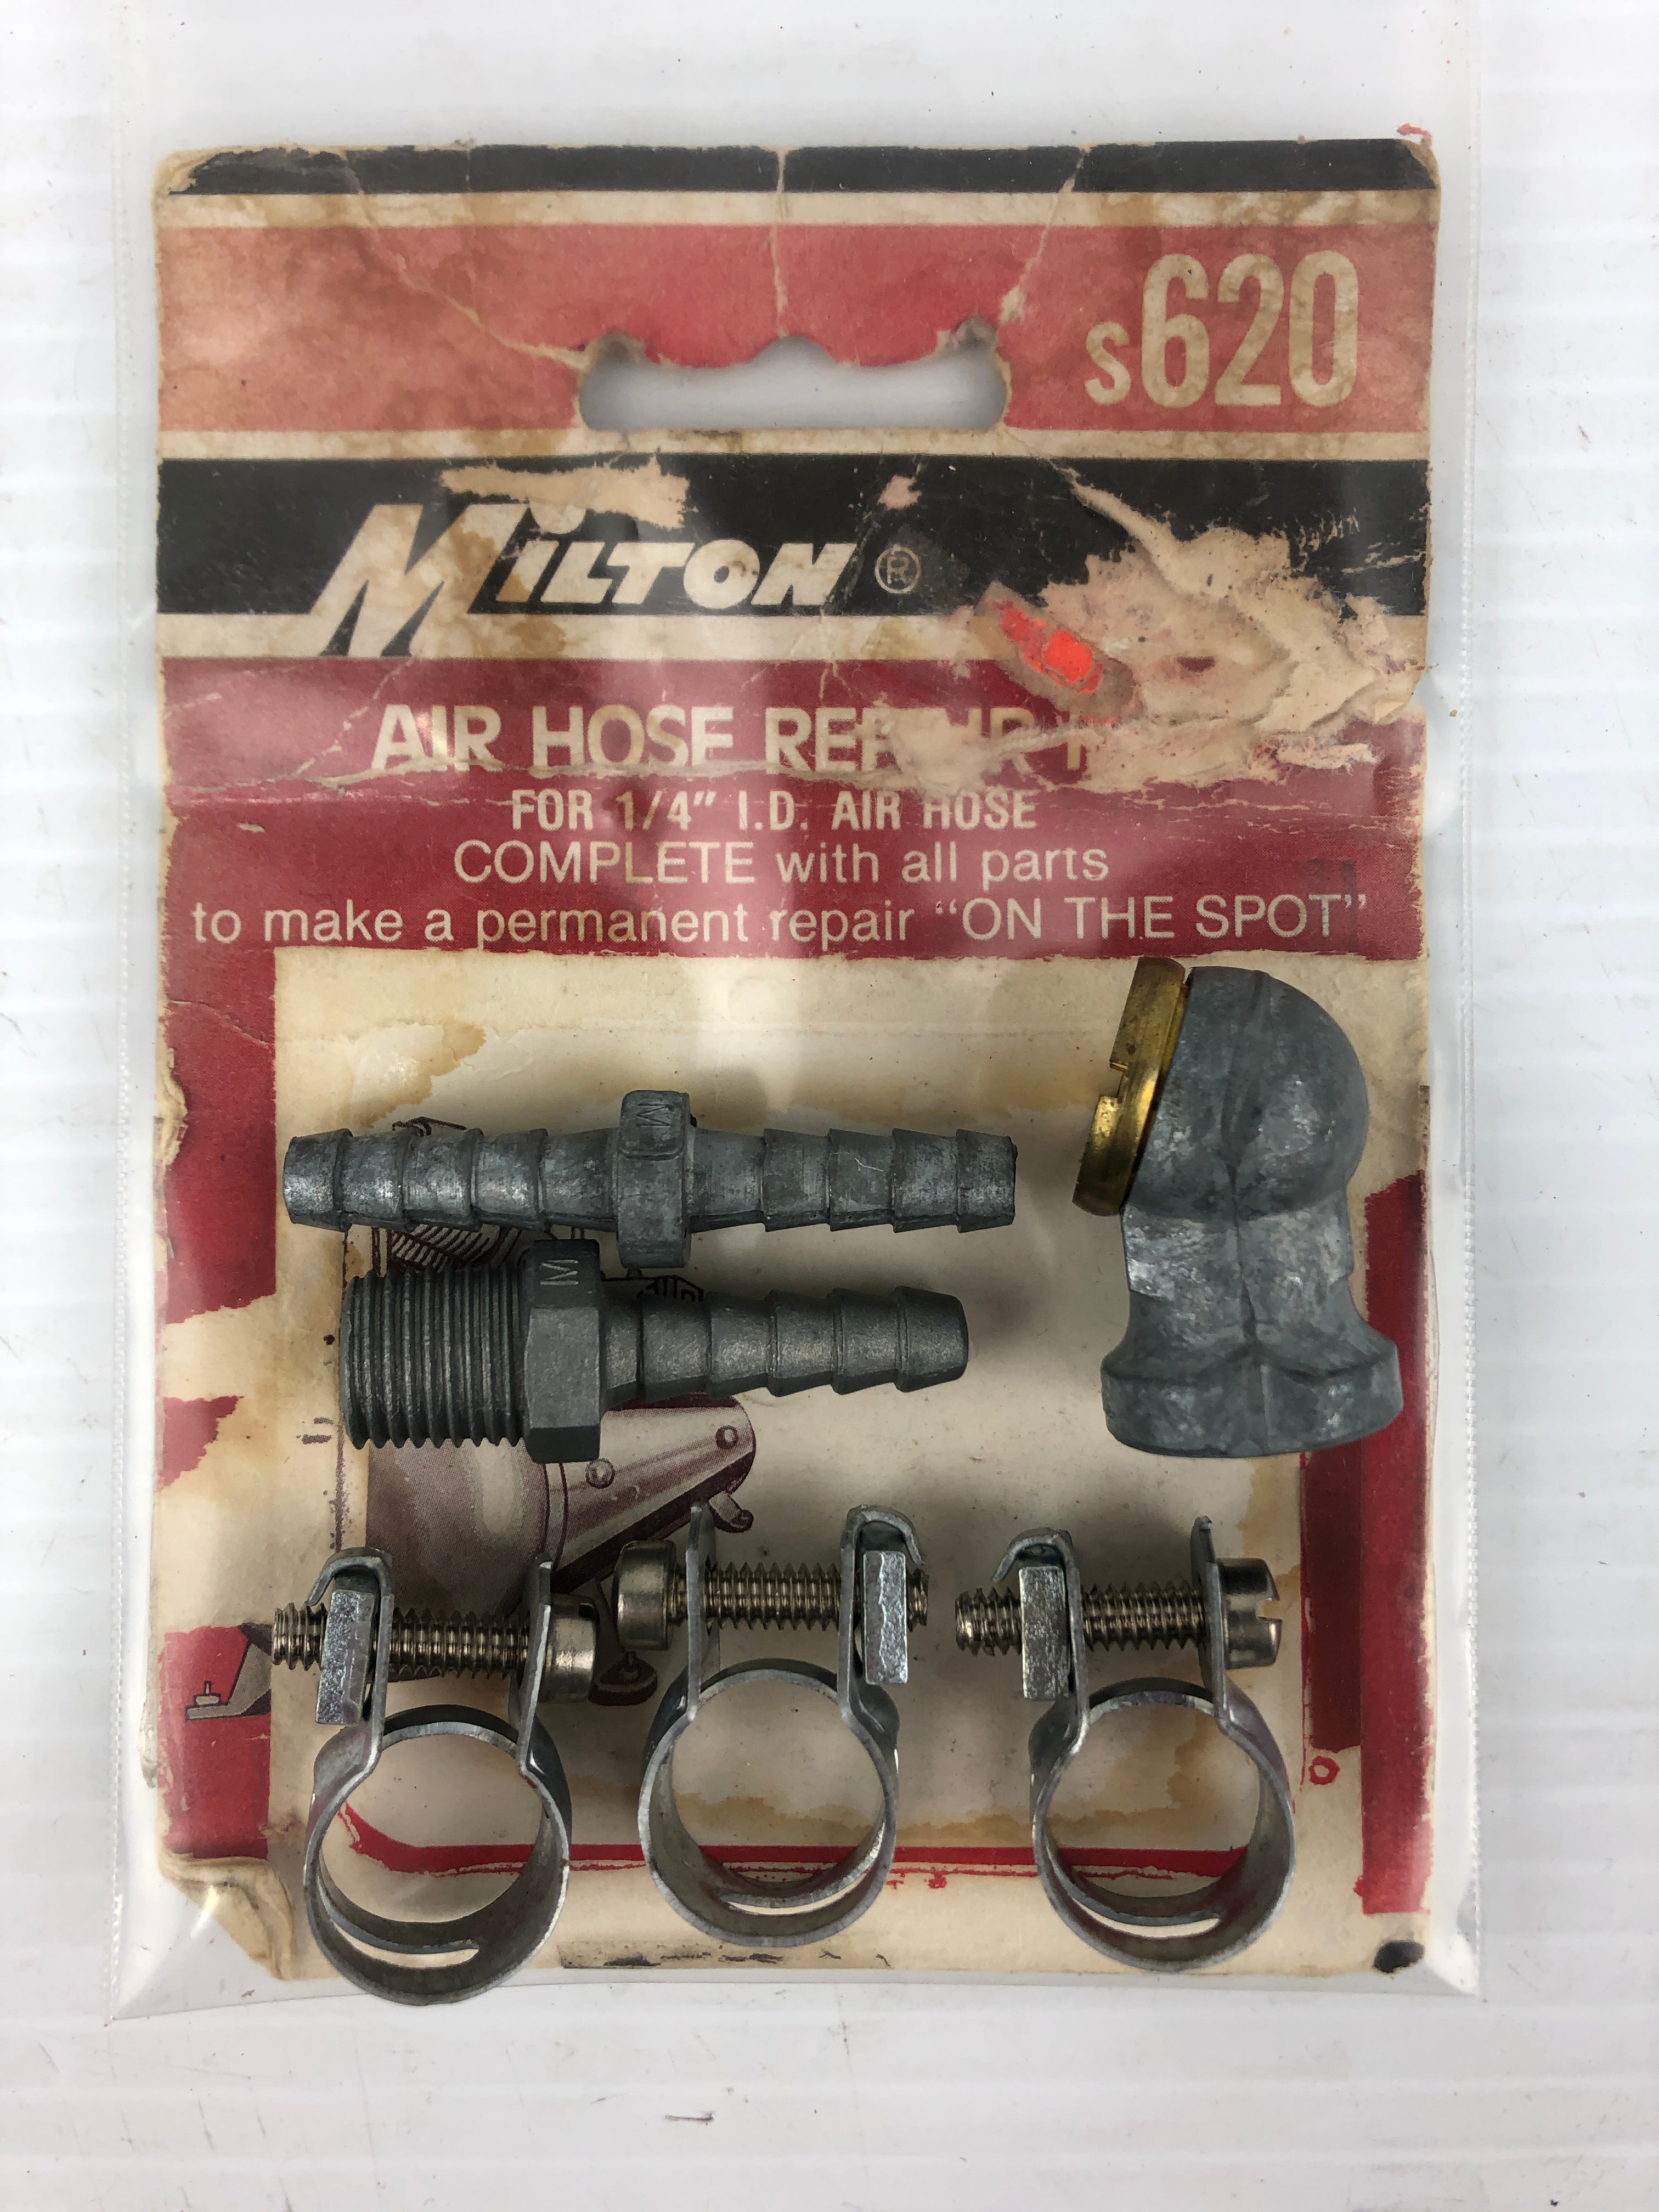 s620
MILTON ®
AIR HOSE REPAIR
FOR 1/4" I.D. AIR HOSE
COMPLETE with all parts
to make a permanent repair "ON THE SPOT"
M
M